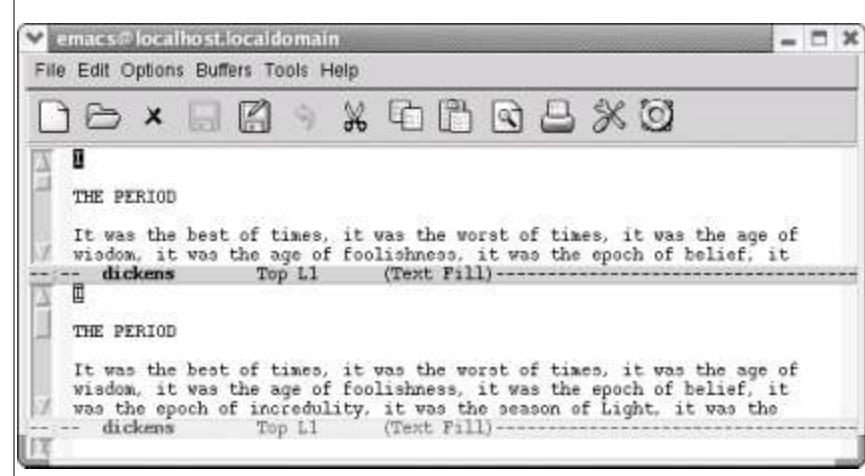 emacs@localhost.localdomain
File Edit Options Buffers Tools Help
I
THE PERIOD
It was the best of times, it was the worst of times, it was the age of
wisdom, it was the age of foolishness, it was the epoch of belief, it
--:-- dickens Top L1 (Text Fill)--------------------------------------
I
THE PERIOD
It was the best of times, it was the worst of times, it was the age of
wisdom, it was the age of foolishness, it was the epoch of belief, it
was the epoch of incredulity, it was the season of Light, it was the
--:-- dickens Top L1 (Text Fill)--------------------------------------